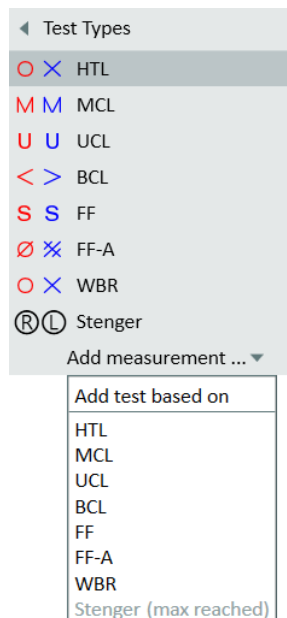 Test Types
HTL
M M MCL
U U UCL
< > BCL
S S FF
FF-A
WBR
R L Stenger
Add measurement ...
Add test based on
HTL
MCL
UCL
BCL
FF
FF-A
WBR
Stenger (max reached)